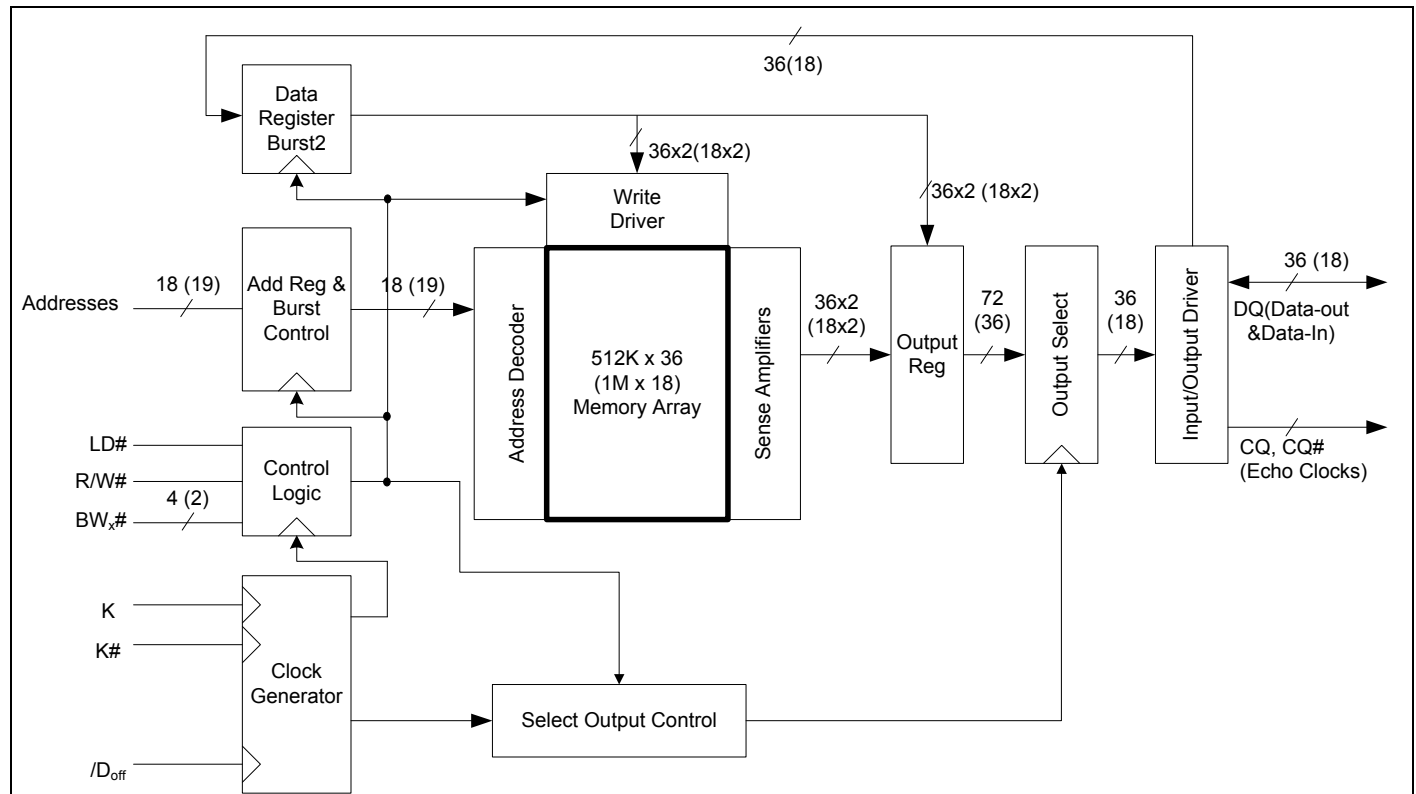 36(18)
Data
Register
Burst2
36x2(18x2)
Write
Driver
36x2 (18x2)
Addresses
18 (19)
Add Reg &
Burst
Control
18 (19)
Address Decoder
512K x 36
(1M x 18)
Memory Array
Sense Amplifiers
36x2
(18x2)
Output
Reg
72
(36)
Output Select
36
(18)
Input/Output Driver
36 (18)
DQ(Data-out
&Data-In)
CQ, CQ#
(Echo Clocks)
LD#
R/W#
BWx#
4 (2)
Control
Logic
K
K#
/Doff
Clock
Generator
Select Output Control